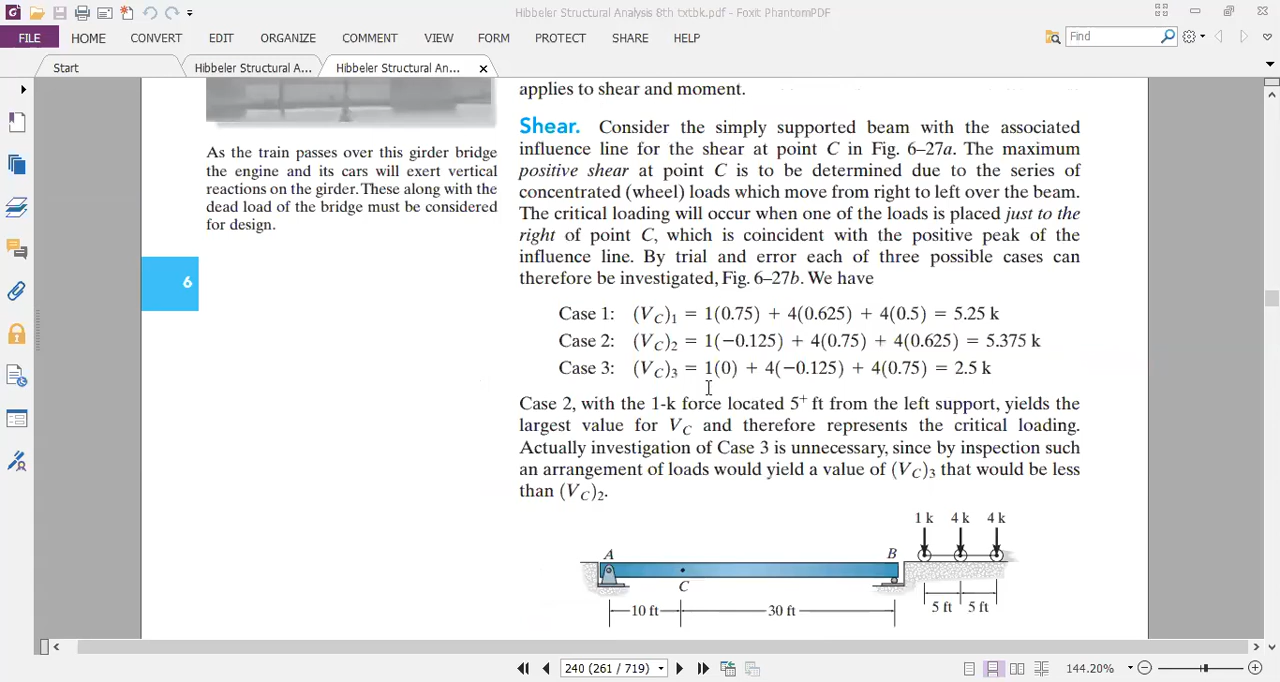 Hibbeler Structural Analysis 8th txtbk.pdf - Foxit PhantomPDF
FILE HOME CONVERT EDIT ORGANIZE COMMENT VIEW FORM PROTECT SHARE HELP Find
Start Hibbeler Structural A... Hibbeler Structural An...
applies to shear and moment.
As the train passes over this girder bridge
the engine and its cars will exert vertical
reactions on the girder. These along with the
dead load of the bridge must be considered
for design.
6
Shear. Consider the simply supported beam with the associated
influence line for the shear at point C in Fig. 6–27a. The maximum
positive shear at point C is to be determined due to the series of
concentrated (wheel) loads which move from right to left over the beam.
The critical loading will occur when one of the loads is placed just to the
right of point C, which is coincident with the positive peak of the
influence line. By trial and error each of three possible cases can
therefore be investigated, Fig. 6–27b. We have
Case 1: (VC)1 = 1(0.75) + 4(0.625) + 4(0.5) = 5.25 k
Case 2: (VC)2 = 1(−0.125) + 4(0.75) + 4(0.625) = 5.375 k
Case 3: (VC)3 = 1(0) + 4(−0.125) + 4(0.75) = 2.5 k
Case 2, with the 1-k force located 5+ ft from the left support, yields the
largest value for VC and therefore represents the critical loading.
Actually investigation of Case 3 is unnecessary, since by inspection such
an arrangement of loads would yield a value of (VC)3 that would be less
than (VC)2.
1 k 4 k 4 k
A B
C
10 ft 30 ft 5 ft 5 ft
240 (261 / 719) 144.20%